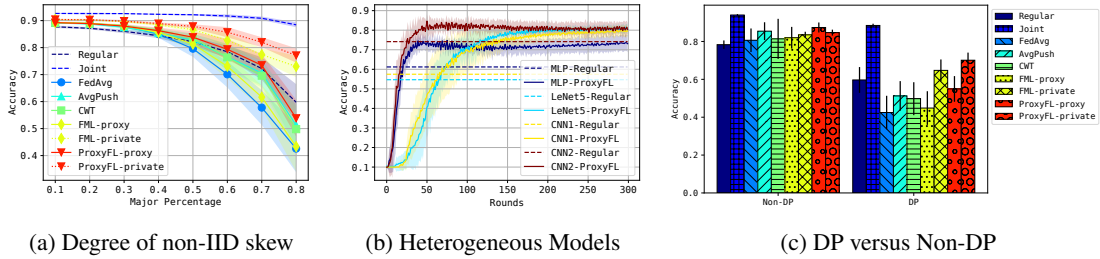 Accuracy
0.9
0.8
0.7
0.6
0.5
0.4
0.1 0.2 0.3 0.4 0.5 0.6 0.7 0.8
Major Percentage
Regular
Joint
FedAvg
AvgPush
CWT
FML-proxy
FML-private
ProxyFL-proxy
ProxyFL-private
(a) Degree of non-IID skew
Accuracy
0.9
0.8
0.7
0.6
0.5
0.4
0.3
0.2
0.1
0 50 100 150 200 250 300
Rounds
MLP-Regular
MLP-ProxyFL
LeNet5-Regular
LeNet5-ProxyFL
CNN1-Regular
CNN1-ProxyFL
CNN2-Regular
CNN2-ProxyFL
(b) Heterogeneous Models
Accuracy
0.8
0.6
0.4
0.2
0.0
Non-DP DP
Regular
Joint
FedAvg
AvgPush
CWT
FML-proxy
FML-private
ProxyFL-proxy
ProxyFL-private
(c) DP versus Non-DP